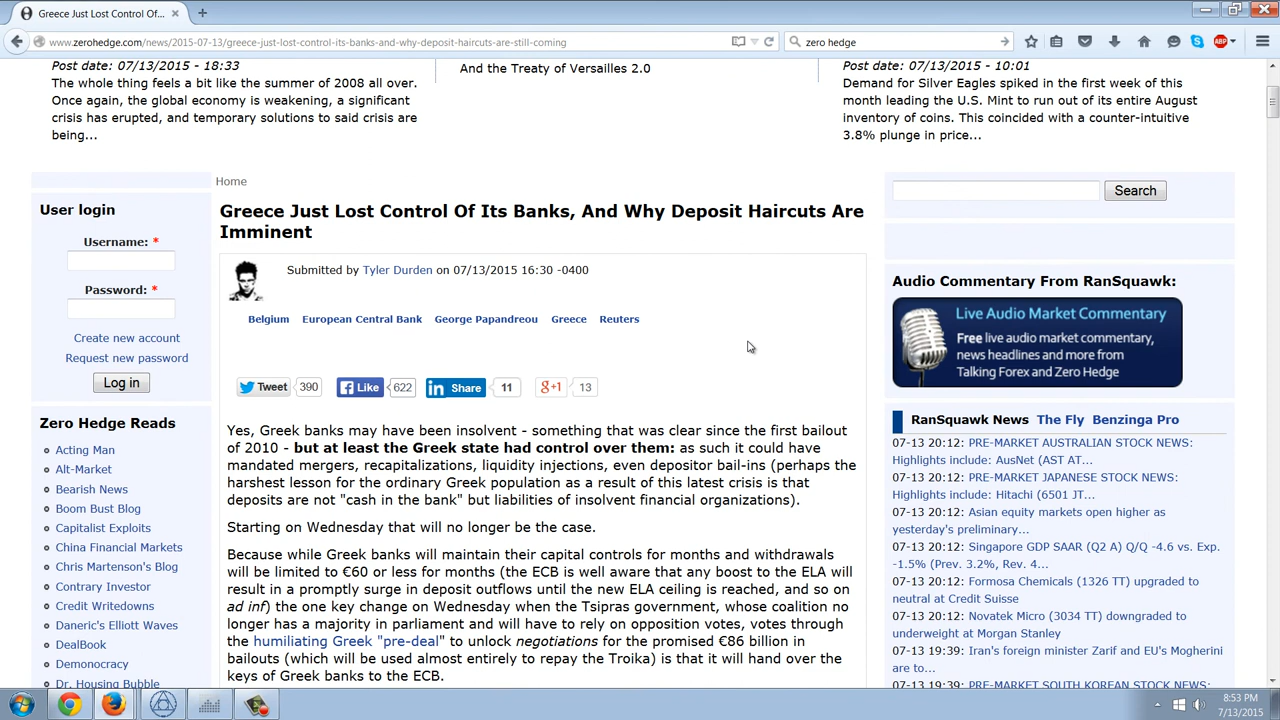 Greece Just Lost Control Of...
www.zerohedge.com/news/2015-07-13/greece-just-lost-control-its-banks-and-why-deposit-haircuts-are-still-coming
zero hedge
ABP
Post date: 07/13/2015 - 18:33
The whole thing feels a bit like the summer of 2008 all over.
Once again, the global economy is weakening, a significant
crisis has erupted, and temporary solutions to said crisis are
being...
And the Treaty of Versailles 2.0
Post date: 07/13/2015 - 10:01
Demand for Silver Eagles spiked in the first week of this
month leading the U.S. Mint to run out of its entire August
inventory of coins. This coincided with a counter-intuitive
3.8% plunge in price...
User login
Username: *
Password: *
Create new account
Request new password
Log in
Zero Hedge Reads
Acting Man
Alt-Market
Bearish News
Boom Bust Blog
Capitalist Exploits
China Financial Markets
Chris Martenson's Blog
Contrary Investor
Credit Writedowns
Daneric's Elliott Waves
DealBook
Demonocracy
Dr. Housing Bubble
Home
Greece Just Lost Control Of Its Banks, And Why Deposit Haircuts Are
Imminent
Submitted by Tyler Durden on 07/13/2015 16:30 -0400
Belgium European Central Bank George Papandreou Greece Reuters
Tweet 390 Like 622 Share 11 g+1 13
Yes, Greek banks may have been insolvent - something that was clear since the first bailout
of 2010 - but at least the Greek state had control over them: as such it could have
mandated mergers, recapitalizations, liquidity injections, even depositor bail-ins (perhaps the
harshest lesson for the ordinary Greek population as a result of this latest crisis is that
deposits are not "cash in the bank" but liabilities of insolvent financial organizations).
Starting on Wednesday that will no longer be the case.
Because while Greek banks will maintain their capital controls for months and withdrawals
will be limited to €60 or less for months (the ECB is well aware that any boost to the ELA will
result in a promptly surge in deposit outflows until the new ELA ceiling is reached, and so on
ad inf) the one key change on Wednesday when the Tsipras government, whose coalition no
longer has a majority in parliament and will have to rely on opposition votes, votes through
the humiliating Greek "pre-deal" to unlock negotiations for the promised €86 billion in
bailouts (which will be used almost entirely to repay the Troika) is that it will hand over the
keys of Greek banks to the ECB.
Search
Audio Commentary From RanSquawk:
Live Audio Market Commentary
Free live audio market commentary,
news headlines and more from
Talking Forex and Zero Hedge
RanSquawk News The Fly Benzinga Pro
07-13 20:12: PRE-MARKET AUSTRALIAN STOCK NEWS:
Highlights include: AusNet (AST AT...
07-13 20:12: PRE-MARKET JAPANESE STOCK NEWS:
Highlights include: Hitachi (6501 JT...
07-13 20:12: Asian equity markets open higher as
yesterday's preliminary...
07-13 20:12: Singapore GDP SAAR (Q2 A) Q/Q -4.6 vs. Exp.
-1.5% (Prev. 3.2%, Rev. 4...
07-13 20:12: Formosa Chemicals (1326 TT) upgraded to
neutral at Credit Suisse
07-13 20:12: Novatek Micro (3034 TT) downgraded to
underweight at Morgan Stanley
07-13 19:39: Iran's foreign minister Zarif and EU's Mogherini
are to...
07-13 19:39: PRE-MARKET SOUTH KOREAN STOCK NEWS:
8:53 PM
7/13/2015